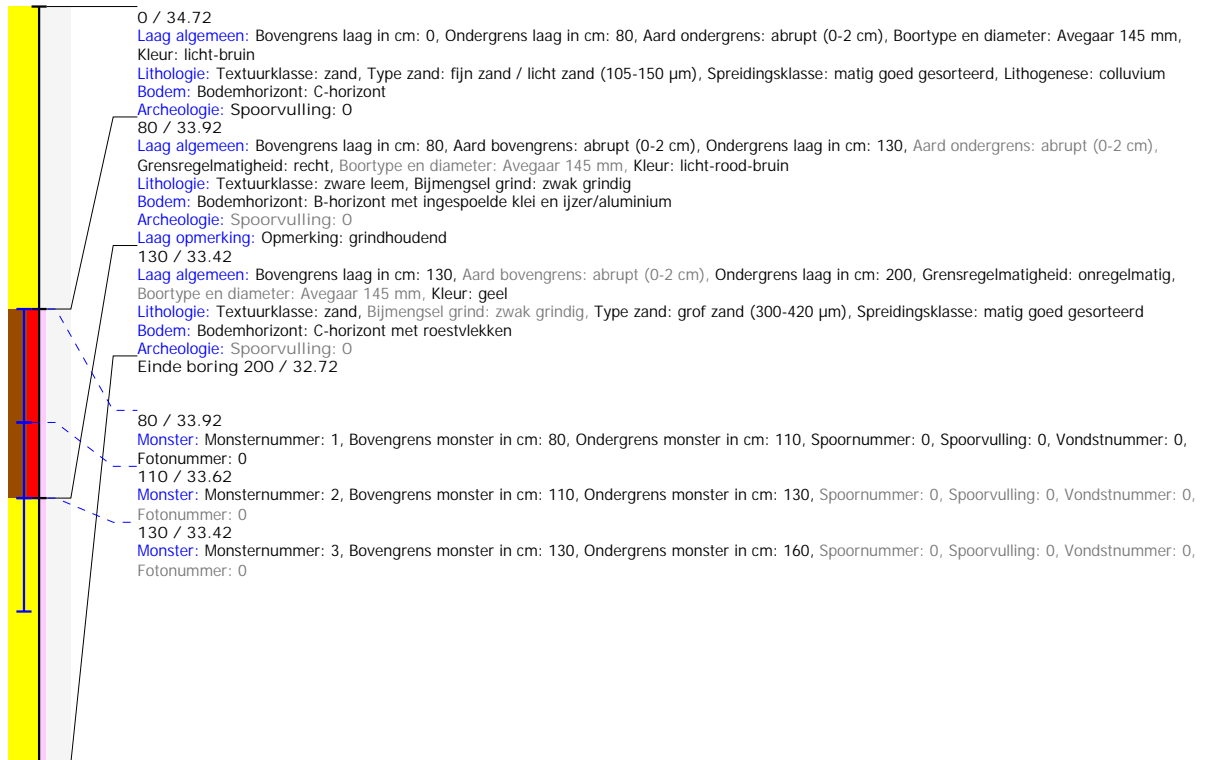 0 / 34.72
Laag algemeen: Bovengrens laag in cm: 0, Ondergrens laag in cm: 80, Aard ondergrens: abrupt (0-2 cm), Boortype en diameter: Avegaar 145 mm,
Kleur: licht-bruin
Lithologie: Textuurklasse: zand, Type zand: fijn zand / licht zand (105-150 µm), Spreidingsklasse: matig goed gesorteerd, Lithogenese: colluvium
Bodem: Bodemhorizont: C-horizont
Archeologie: Spoorvulling: 0
80 / 33.92
Laag algemeen: Bovengrens laag in cm: 80, Aard bovengrens: abrupt (0-2 cm), Ondergrens laag in cm: 130, Aard ondergrens: abrupt (0-2 cm),
Grensregelmatigheid: recht, Boortype en diameter: Avegaar 145 mm, Kleur: licht-rood-bruin
Lithologie: Textuurklasse: zware leem, Bijmengsel grind: zwak grindig
Bodem: Bodemhorizont: B-horizont met ingespoelde klei en ijzer/aluminium
Archeologie: Spoorvulling: 0
Laag opmerking: Opmerking: grindhoudend
130 / 33.42
Laag algemeen: Bovengrens laag in cm: 130, Aard bovengrens: abrupt (0-2 cm), Ondergrens laag in cm: 200, Grensregelmatigheid: onregelmatig,
Boortype en diameter: Avegaar 145 mm, Kleur: geel
Lithologie: Textuurklasse: zand, Bijmengsel grind: zwak grindig, Type zand: grof zand (300-420 µm), Spreidingsklasse: matig goed gesorteerd
Bodem: Bodemhorizont: C-horizont met roestvlekken
Archeologie: Spoorvulling: 0
Einde boring 200 / 32.72
80 / 33.92
Monster: Monsternummer: 1, Bovengrens monster in cm: 80, Ondergrens monster in cm: 110, Spoornummer: 0, Spoorvulling: 0, Vondstnummer: 0,
Fotonummer: 0
110 / 33.62
Monster: Monsternummer: 2, Bovengrens monster in cm: 110, Ondergrens monster in cm: 130, Spoornummer: 0, Spoorvulling: 0, Vondstnummer: 0,
Fotonummer: 0
130 / 33.42
Monster: Monsternummer: 3, Bovengrens monster in cm: 130, Ondergrens monster in cm: 160, Spoornummer: 0, Spoorvulling: 0, Vondstnummer: 0,
Fotonummer: 0